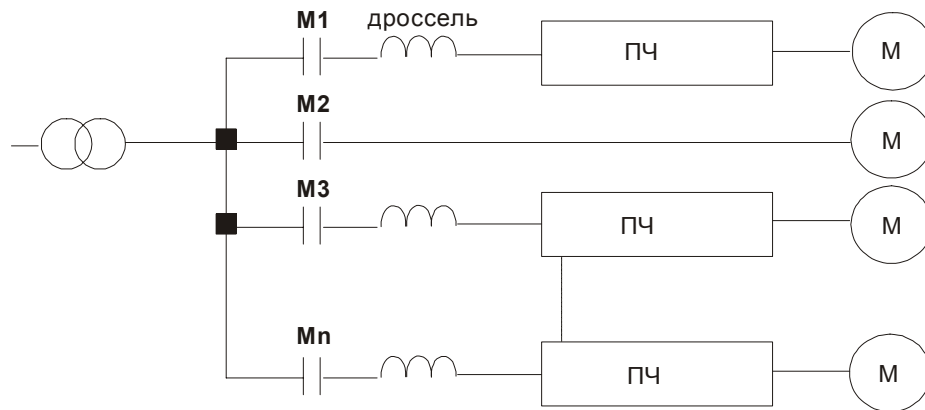 M1 дроссель
ПЧ М
M2
М
M3
ПЧ М
Mn
ПЧ М